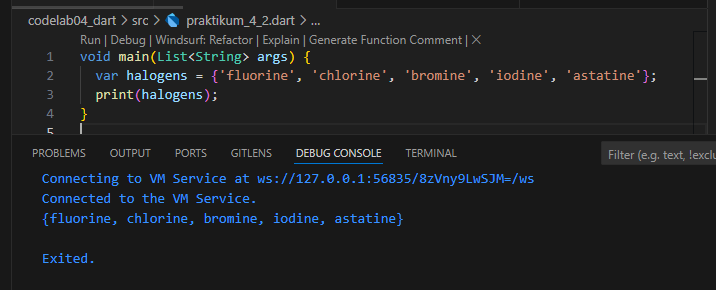 codelab04_dart > src > praktikum_4_2.dart > ...
Run | Debug | Windsurf: Refactor | Explain | Generate Function Comment | ×
1 void main(List<String> args) {
2 var halogens = {'fluorine', 'chlorine', 'bromine', 'iodine', 'astatine'};
3 print(halogens);
4 }
5
PROBLEMS OUTPUT PORTS GITLENS DEBUG CONSOLE TERMINAL Filter (e.g. text, !exclu
Connecting to VM Service at ws://127.0.0.1:56835/8zVny9LwSJM=/ws
Connected to the VM Service.
{fluorine, chlorine, bromine, iodine, astatine}
Exited.